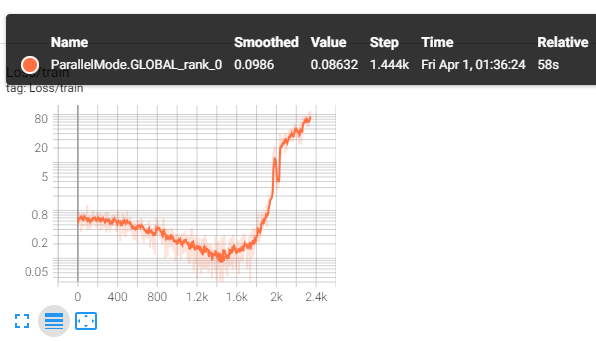 Name Smoothed Value Step Time Relative
ParallelMode.GLOBAL_rank_0 0.0986 0.08632 1.444k Fri Apr 1, 01:36:24 58s
Loss/train
tag: Loss/train
80
20
5
0.8
0.2
0.05
0 400 800 1.2k 1.6k 2k 2.4k